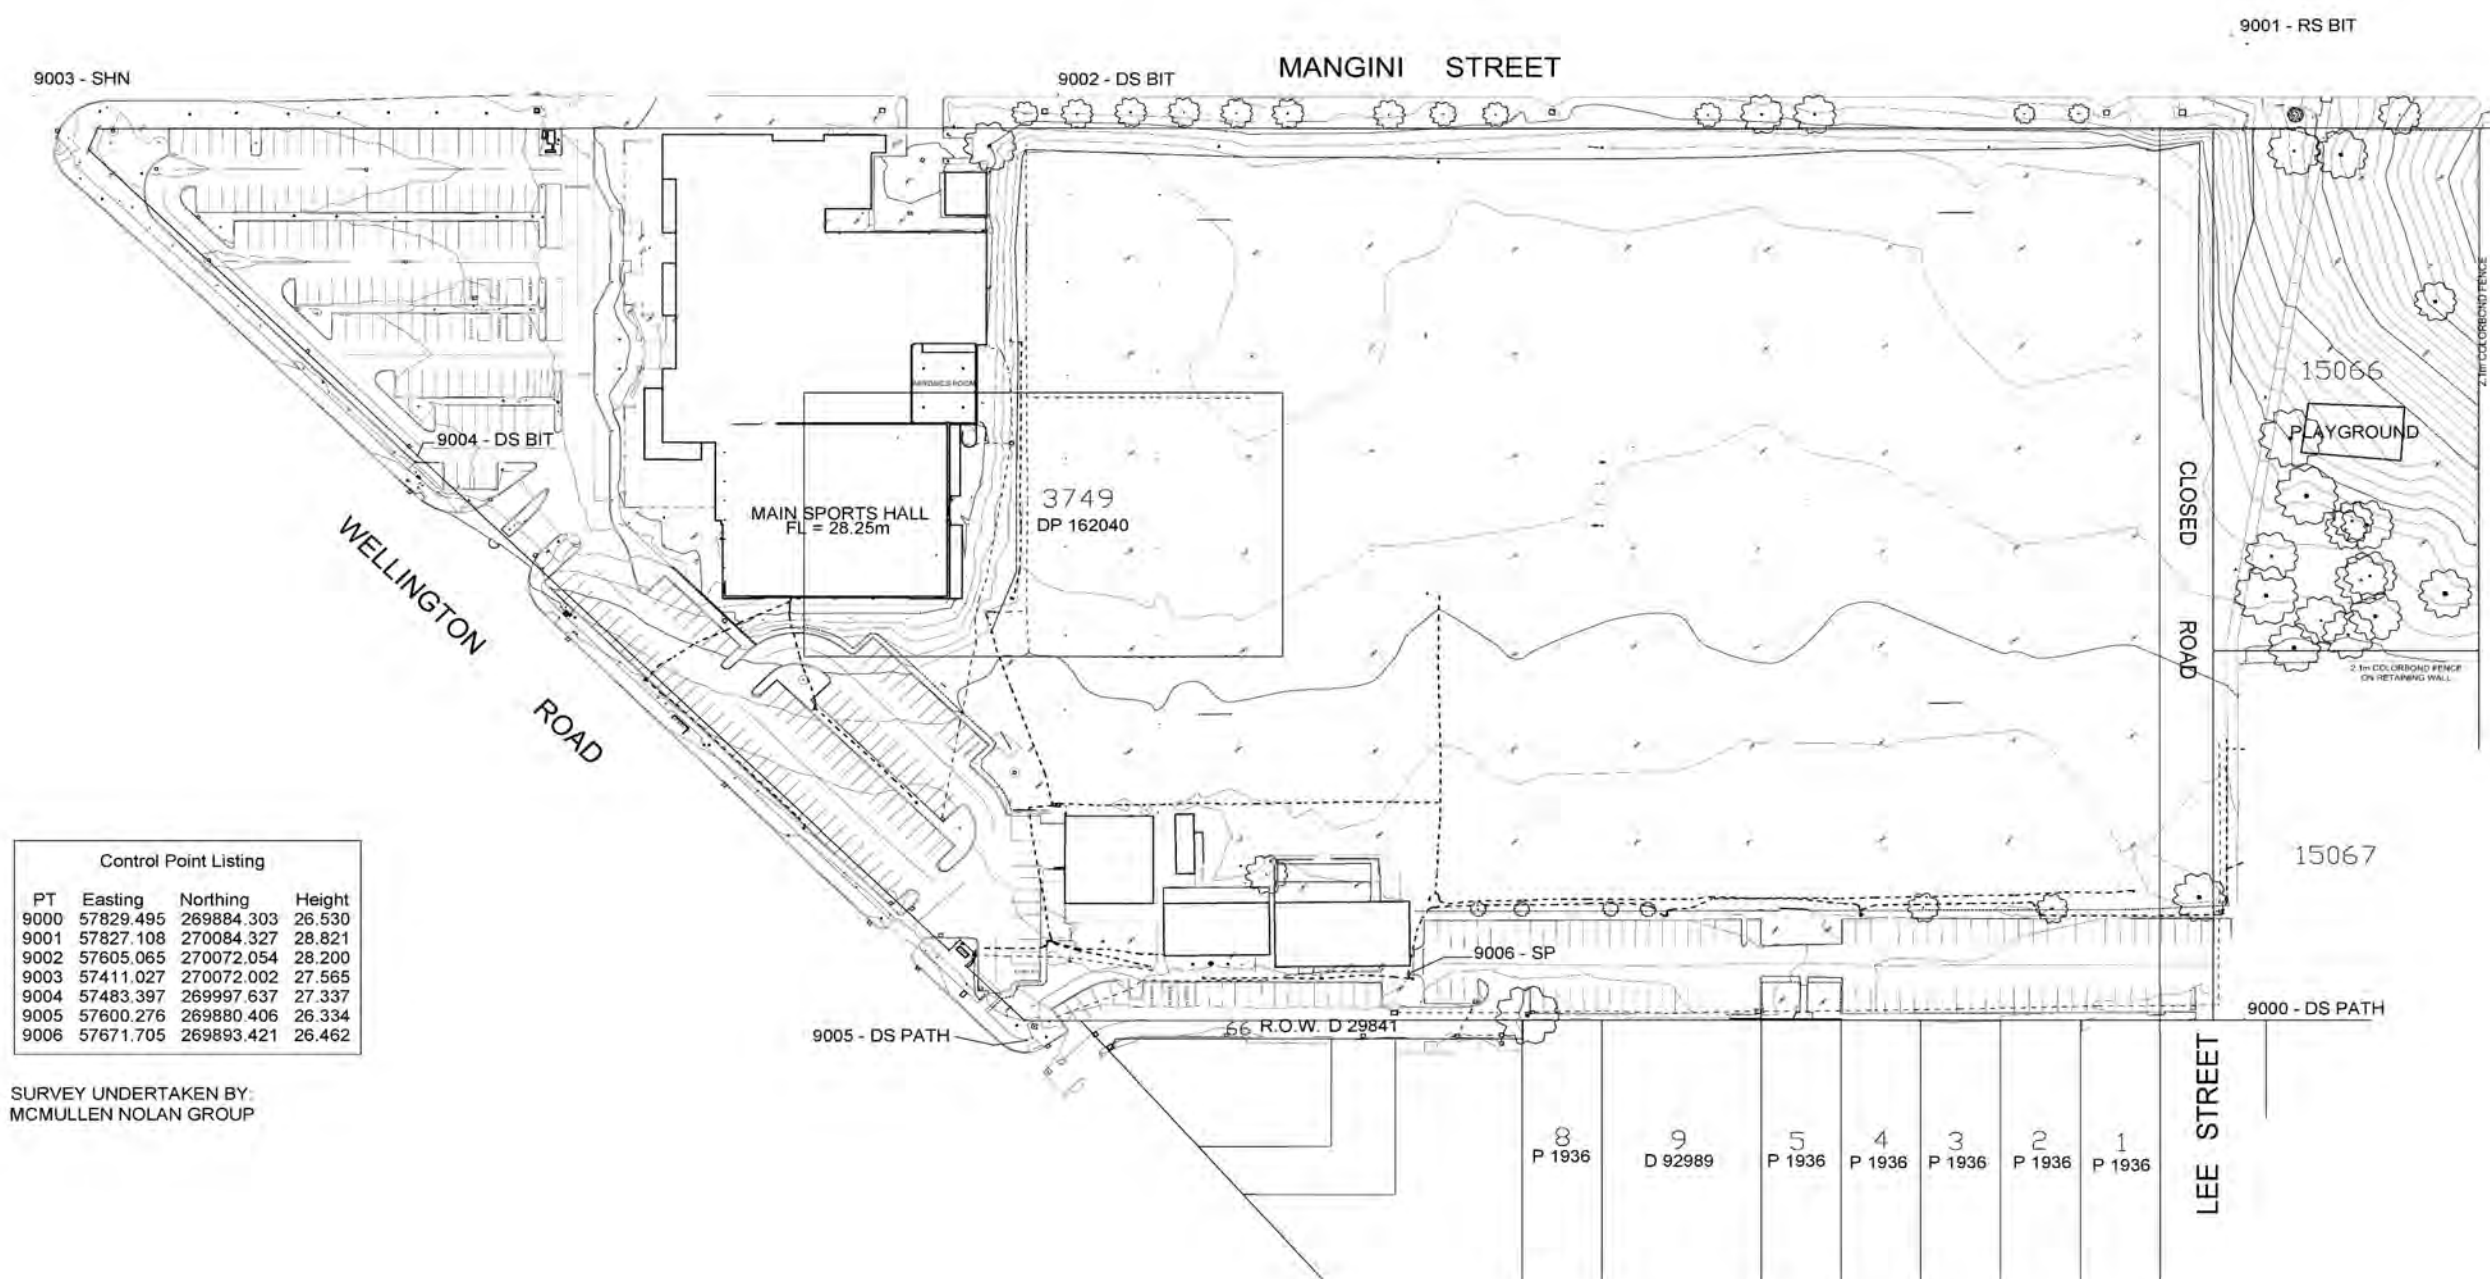 9001 - RS BIT
MANGINI STREET
9003 - SHN
9002 - DS BIT
2.1m COLORBOND FENCE
15066
PLAYGROUND
9004 - DS BIT
CLOSED ROAD
3749
DP 162040
MAIN SPORTS HALL
FL = 28.25m
WELLINGTON ROAD
2.1m COLORBOND FENCE
ON RETAINING WALL
15067
Control Point Listing
PT Easting Northing Height
9000 57829.495 269884.303 26.530
9001 57827.108 270084.327 28.821
9002 57605.065 270072.054 28.200
9003 57411.027 270072.002 27.565
9004 57483.397 269997.637 27.337
9005 57600.276 269880.406 26.334
9006 57671.705 269893.421 26.462
9006 - SP
9000 - DS PATH
66 R.O.W. D 29841
9005 - DS PATH
SURVEY UNDERTAKEN BY:
MCMULLEN NOLAN GROUP
LEE STREET
8
P 1936
9
D 92989
5
P 1936
4
P 1936
3
P 1936
2
P 1936
1
P 1936